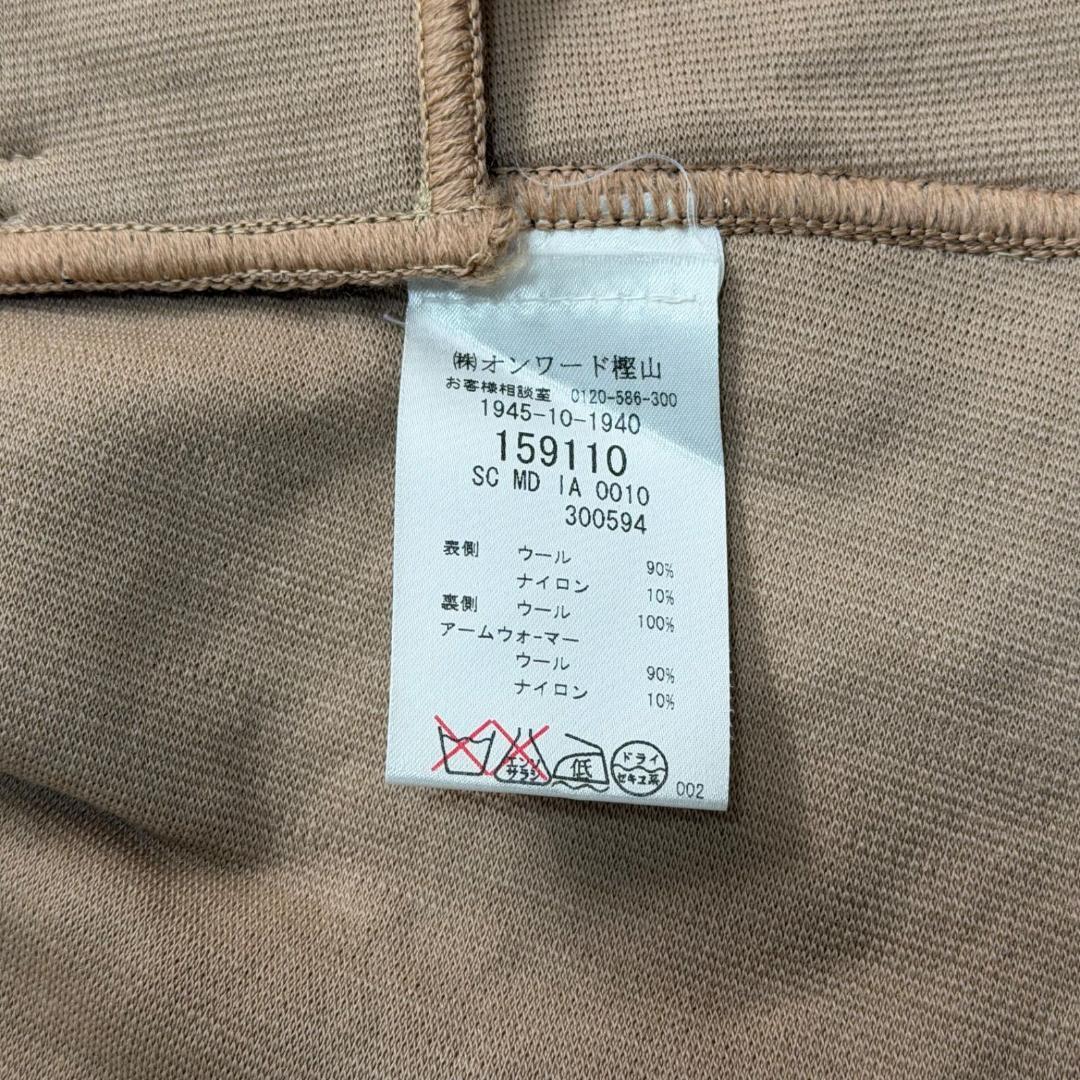 ㈱オンワード樫山
お客様相談室 0120-586-300
1945-10-1940
159110
SC MD IA 0010
300594
表側 ウール 90%
ナイロン 10%
裏側 ウール 100%
アームウォーマー
ウール 90%
ナイロン 10%
エンソ
サラシ
低
ドライ
セキユ系
002